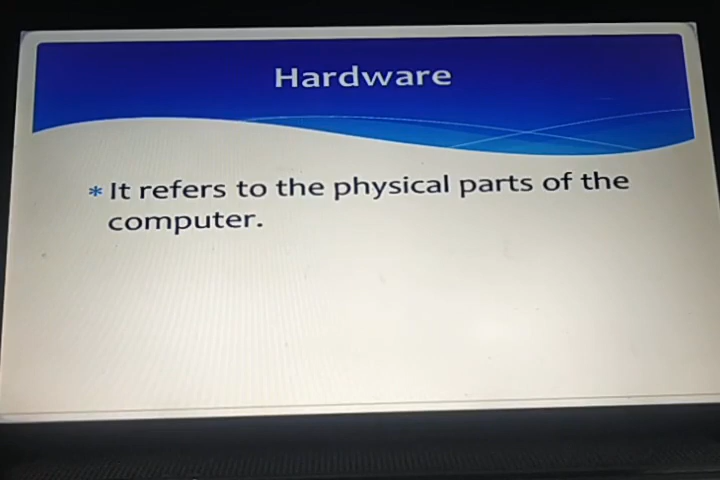 Hardware
* It refers to the physical parts of the
computer.